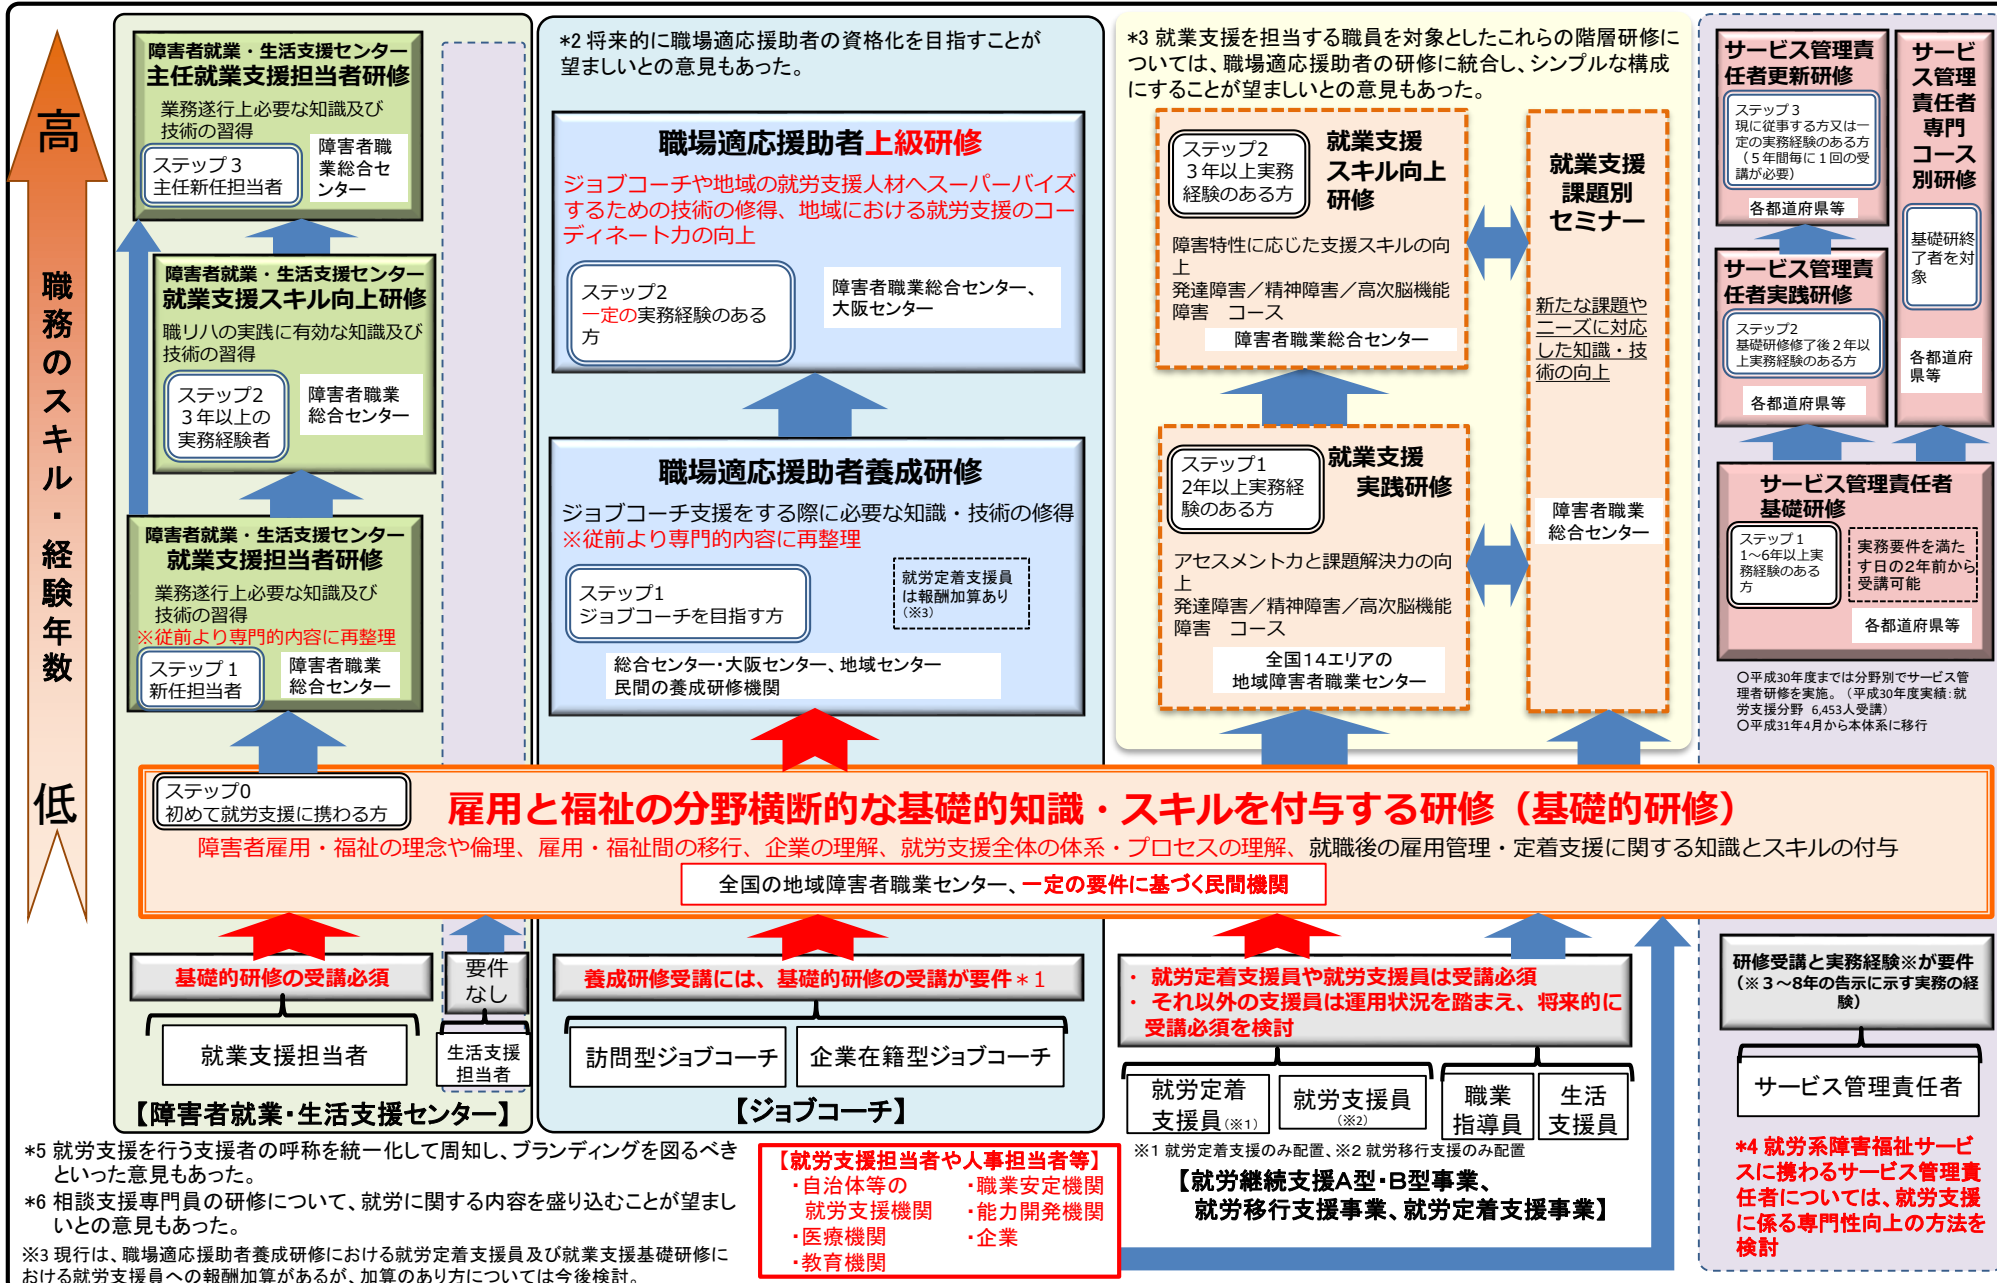 高
職務のスキル・経験年数
低
障害者就業・生活支援センター
主任就業支援担当者研修
業務遂行上必要な知識及び
技術の習得
ステップ３
主任新任担当者
障害者職
業総合セ
ンター
障害者就業・生活支援センター
就業支援スキル向上研修
職リハの実践に有効な知識及び
技術の習得
ステップ2
３年以上の
実務経験者
障害者職業
総合センター
障害者就業・生活支援センター
就業支援担当者研修
業務遂行上必要な知識及び
技術の習得
※従前より専門的内容に再整理
ステップ１
新任担当者
障害者職業
総合センター
*2 将来的に職場適応援助者の資格化を目指すことが
望ましいとの意見もあった。
職場適応援助者上級研修
ジョブコーチや地域の就労支援人材へスーパーバイズ
するための技術の修得、地域における就労支援のコー
ディネート力の向上
ステップ2
一定の実務経験のある
方
障害者職業総合センター、
大阪センター
職場適応援助者養成研修
ジョブコーチ支援をする際に必要な知識・技術の修得
※従前より専門的内容に再整理
ステップ1
ジョブコーチを目指す方
就労定着支援員
は報酬加算あり
（※3）
総合センター・大阪センター、地域センター
民間の養成研修機関
*3 就業支援を担当する職員を対象としたこれらの階層研修に
ついては、職場適応援助者の研修に統合し、シンプルな構成
にすることが望ましいとの意見もあった。
ステップ2
３年以上実務
経験のある方
就業支援
スキル向上
研修
障害特性に応じた支援スキルの向
上
発達障害／精神障害／高次脳機能
障害　コース
障害者職業総合センター
ステップ1
2年以上実務経
験のある方
就業支援
実践研修
アセスメント力と課題解決力の向
上
発達障害／精神障害／高次脳機能
障害　コース
全国14エリアの
地域障害者職業センター
就業支援
課題別
セミナー
新たな課題や
ニーズに対応
した知識・技
術の向上
障害者職業
総合センター
サービス管理責
任者更新研修
ステップ３
現に従事する方又は一
定の実務経験のある方
（５年間毎に１回の受
講が必要）
各都道府県等
サービス管理責
任者実践研修
ステップ2
基礎研修修了後２年以
上実務経験のある方
各都道府県等
サービ
ス管理
責任者
専門
コース
別研修
基礎研終
了者を対
象
各都道府
県等
サービス管理責任者
基礎研修
ステップ１
1～6年以上実
務経験のある
方
実務要件を満た
す日の2年前から
受講可能
各都道府県等
○平成30年度までは分野別でサービス管
理者研修を実施。（平成30年度実績：就
労支援分野 6,453人受講）
○平成31年4月から本体系に移行
ステップ0
初めて就労支援に携わる方
雇用と福祉の分野横断的な基礎的知識・スキルを付与する研修（基礎的研修）
障害者雇用・福祉の理念や倫理、雇用・福祉間の移行、企業の理解、就労支援全体の体系・プロセスの理解、就職後の雇用管理・定着支援に関する知識とスキルの付与
全国の地域障害者職業センター、一定の要件に基づく民間機関
基礎的研修の受講必須
要件
なし
就業支援担当者
生活支援
担当者
【障害者就業・生活支援センター】
養成研修受講には、基礎的研修の受講が要件＊1
訪問型ジョブコーチ
企業在籍型ジョブコーチ
【ジョブコーチ】
・ 就労定着支援員や就労支援員は受講必須
・ それ以外の支援員は運用状況を踏まえ、将来的に
受講必須を検討
就労定着
支援員(※1)
就労支援員
(※2)
職業
指導員
生活
支援員
※1 就労定着支援のみ配置、※2 就労移行支援のみ配置
【就労継続支援A型・B型事業、
就労移行支援事業、就労定着支援事業】
研修受講と実務経験※が要件
（※３～8年の告示に示す実務の経
験）
サービス管理責任者
*4 就労系障害福祉サービ
スに携わるサービス管理責
任者については、就労支援
に係る専門性向上の方法を
検討
*5 就労支援を行う支援者の呼称を統一化して周知し、ブランディングを図るべき
といった意見もあった。
*6 相談支援専門員の研修について、就労に関する内容を盛り込むことが望まし
いとの意見もあった。
※3 現行は、職場適応援助者養成研修における就労定着支援員及び就業支援基礎研修に
おける就労支援員への報酬加算があるが、加算のあり方については今後検討。
【就労支援担当者や人事担当者等】
・自治体等の
就労支援機関
・医療機関
・教育機関
・職業安定機関
・能力開発機関
・企業